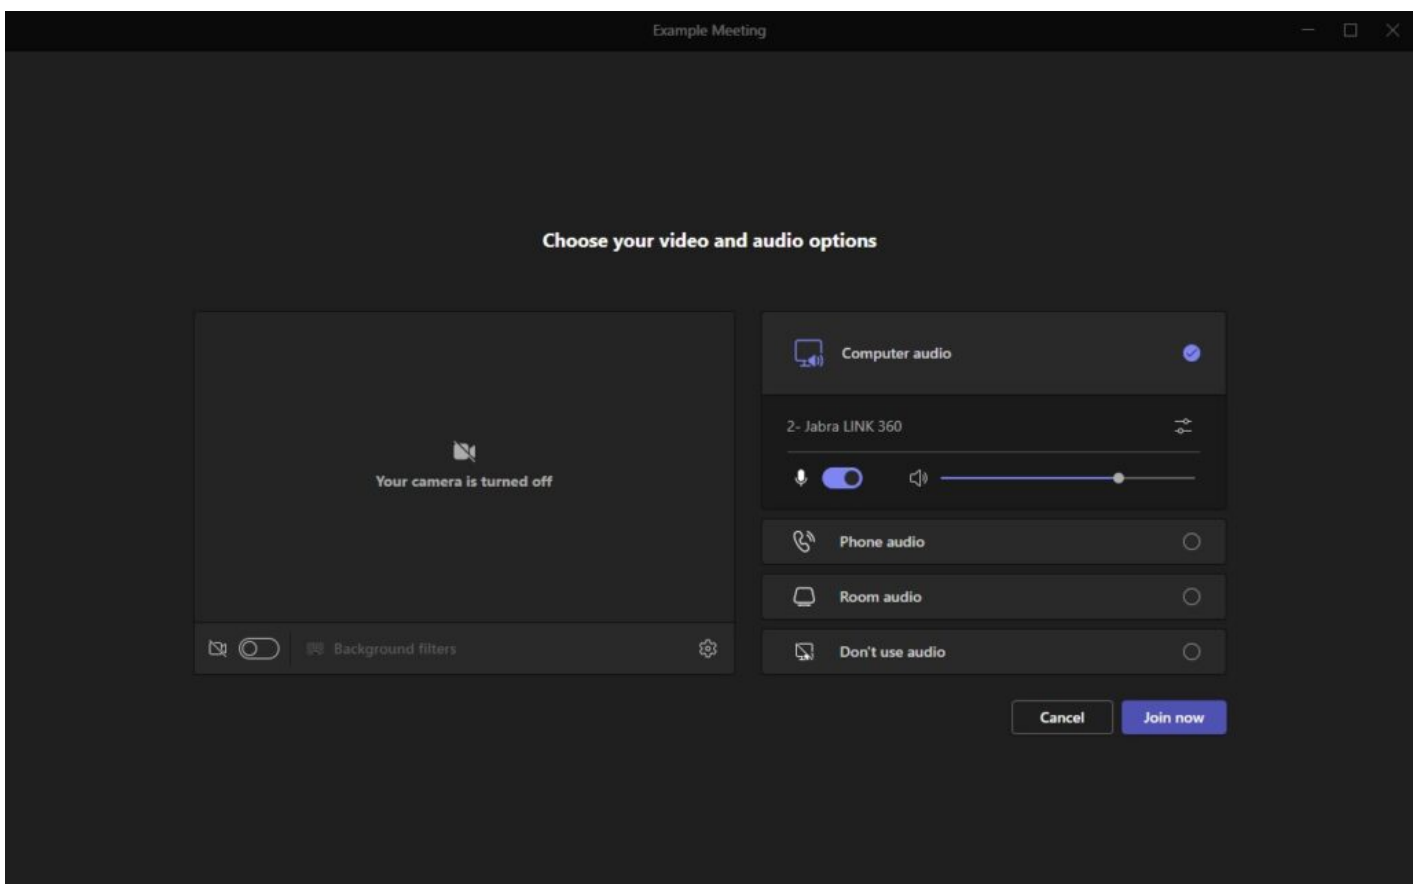 Example Meeting
Choose your video and audio options
Your camera is turned off
Background filters
Computer audio
2- Jabra LINK 360
Phone audio
Room audio
Don't use audio
Cancel
Join now